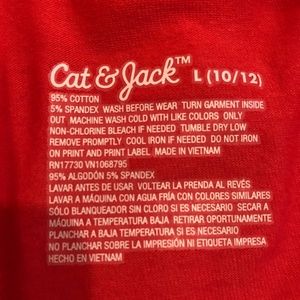 Cat & Jack™ L (10/12)
95% COTTON
5% SPANDEX WASH BEFORE WEAR TURN GARMENT INSIDE
OUT MACHINE WASH COLD WITH LIKE COLORS ONLY
NON-CHLORINE BLEACH IF NEEDED TUMBLE DRY LOW
REMOVE PROMPTLY COOL IRON IF NEEDED DO NOT IRON
ON PRINT AND PRINT LABEL MADE IN VIETNAM
RN17730 VN1068795
95% ALGODÓN 5% SPANDEX
LAVAR ANTES DE USAR VOLTEAR LA PRENDA AL REVÉS
LAVAR A MÁQUINA CON AGUA FRÍA CON COLORES SIMILARES
SÓLO BLANQUEADOR SIN CLORO SI ES NECESARIO SECAR A
MÁQUINA A TEMPERATURA BAJA RETIRAR OPORTUNAMENTE
PLANCHAR A BAJA TEMPERATURA SI ES NECESARIO
NO PLANCHAR SOBRE LA IMPRESIÓN NI ETIQUETA IMPRESA
HECHO EN VIETNAM